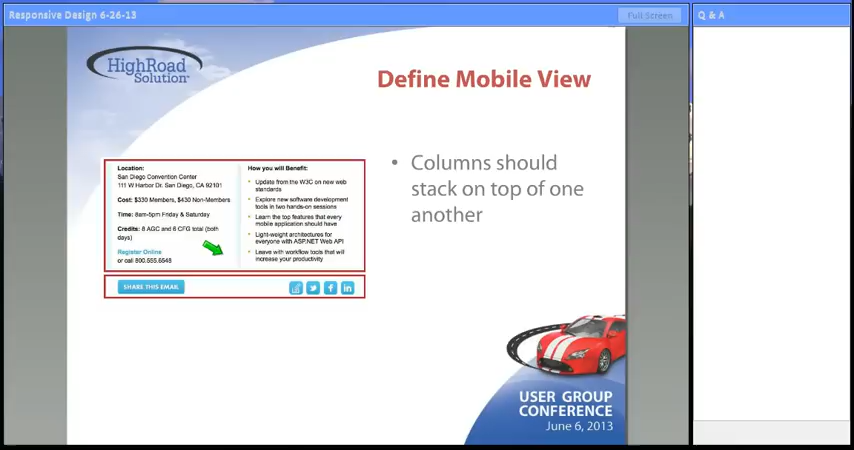 Responsive Design 6-26-13
Full Screen
Q & A
HighRoad
Solution
Define Mobile View
• Columns should
stack on top of one
another
Location:
San Diego Convention Center
111 W Harbor Dr. San Diego, CA 92101
Cost: $330 Members, $430 Non-Members
Time: 8am-5pm Friday & Saturday
Credits: 8 AGC and 6 CFG total (both
days)
Register Online
or call 800.555.6548
How you will Benefit:
• Update from the W3C on new web
standards
• Explore new software development
tools in two hands-on sessions
• Learn the top features that every
mobile application should have
• Light-weight architectures for
everyone with ASP.NET Web API
• Leave with workflow tools that will
increase your productivity
SHARE THIS EMAIL
f
in
USER GROUP
CONFERENCE
June 6, 2013